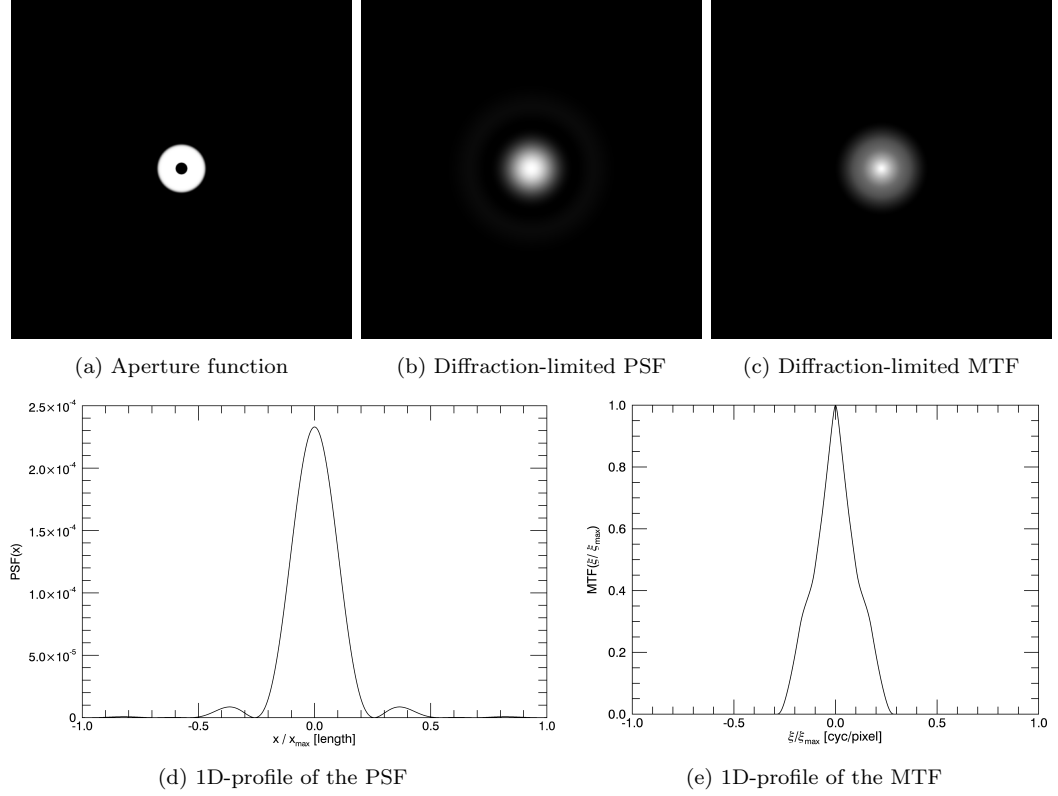 (a) Aperture function
(b) Diffraction-limited PSF
(c) Diffraction-limited MTF
2.5×10⁻⁴
2.0×10⁻⁴
1.5×10⁻⁴
1.0×10⁻⁴
5.0×10⁻⁵
0
PSF(x)
-1.0 -0.5 0.0 0.5 1.0
x / x_max [length]
(d) 1D-profile of the PSF
1.0
0.8
0.6
0.4
0.2
0.0
MTF(ξ/ ξ_max)
-1.0 -0.5 0.0 0.5 1.0
ξ/ξ_max [cyc/pixel]
(e) 1D-profile of the MTF